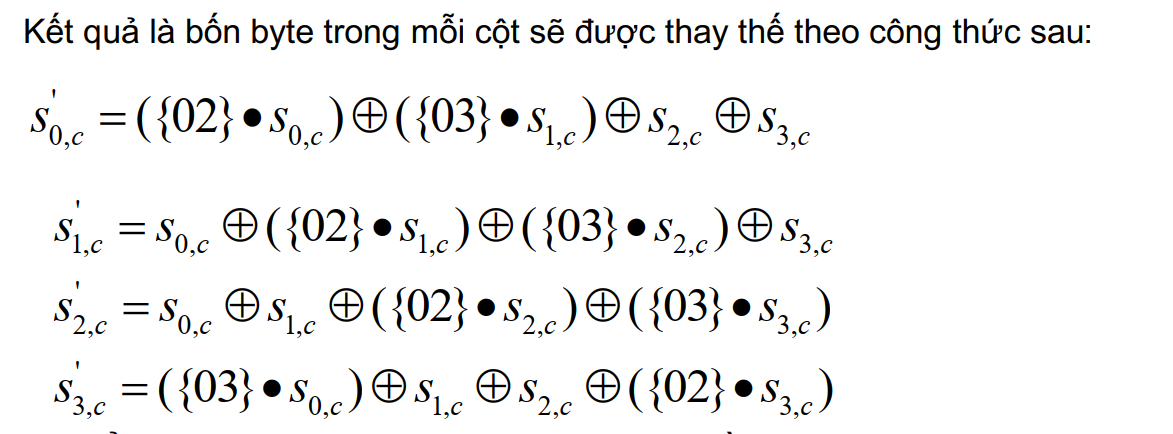 Kết quả là bốn byte trong mỗi cột sẽ được thay thế theo công thức sau:
s'₀,c = ({02} ● s₀,c) ⊕ ({03} ● s₁,c) ⊕ s₂,c ⊕ s₃,c
s'₁,c = s₀,c ⊕ ({02} ● s₁,c) ⊕ ({03} ● s₂,c) ⊕ s₃,c
s'₂,c = s₀,c ⊕ s₁,c ⊕ ({02} ● s₂,c) ⊕ ({03} ● s₃,c)
s'₃,c = ({03} ● s₀,c) ⊕ s₁,c ⊕ s₂,c ⊕ ({02} ● s₃,c)